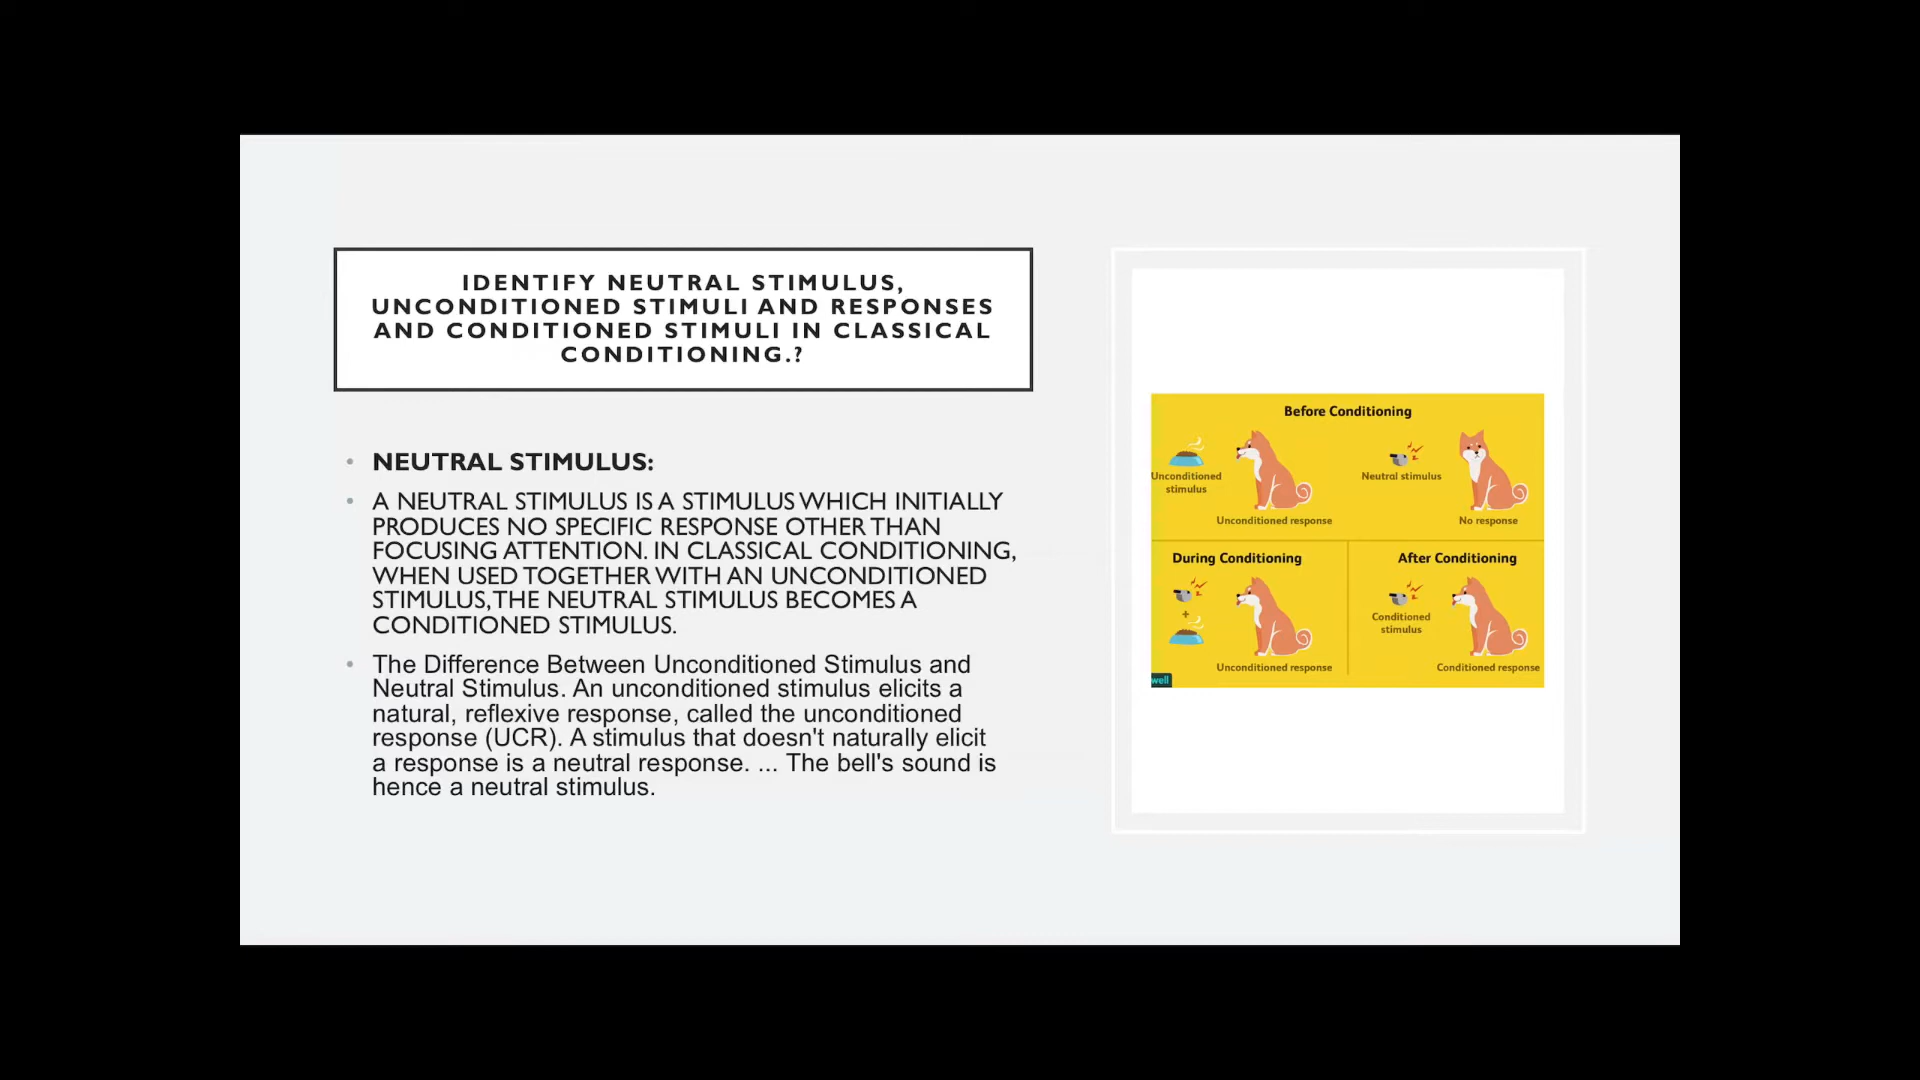 IDENTIFY NEUTRAL STIMULUS,
UNCONDITIONED STIMULI AND RESPONSES
AND CONDITIONED STIMULI IN CLASSICAL
CONDITIONING.?
• NEUTRAL STIMULUS:
• A NEUTRAL STIMULUS IS A STIMULUS WHICH INITIALLY
PRODUCES NO SPECIFIC RESPONSE OTHER THAN
FOCUSING ATTENTION. IN CLASSICAL CONDITIONING,
WHEN USED TOGETHER WITH AN UNCONDITIONED
STIMULUS, THE NEUTRAL STIMULUS BECOMES A
CONDITIONED STIMULUS.
• The Difference Between Unconditioned Stimulus and
Neutral Stimulus. An unconditioned stimulus elicits a
natural, reflexive response, called the unconditioned
response (UCR). A stimulus that doesn't naturally elicit
a response is a neutral response. ... The bell's sound is
hence a neutral stimulus.
Before Conditioning
Unconditioned
stimulus
Unconditioned response
Neutral stimulus
No response
During Conditioning
+
Unconditioned response
After Conditioning
Conditioned
stimulus
Conditioned response
well